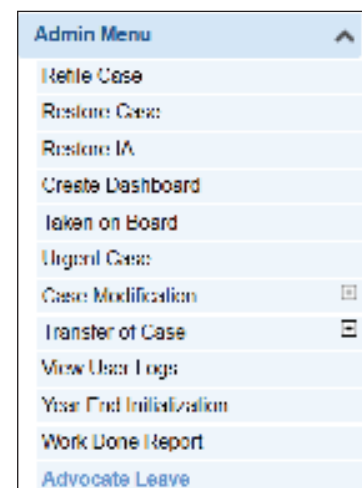 Admin Menu
Refile Case
Restore Case
Restore IA
Create Dashboard
Taken on Board
Urgent Case
Case Modification
Transfer of Case
View User Logs
Year End Initialization
Work Done Report
Advocate Leave